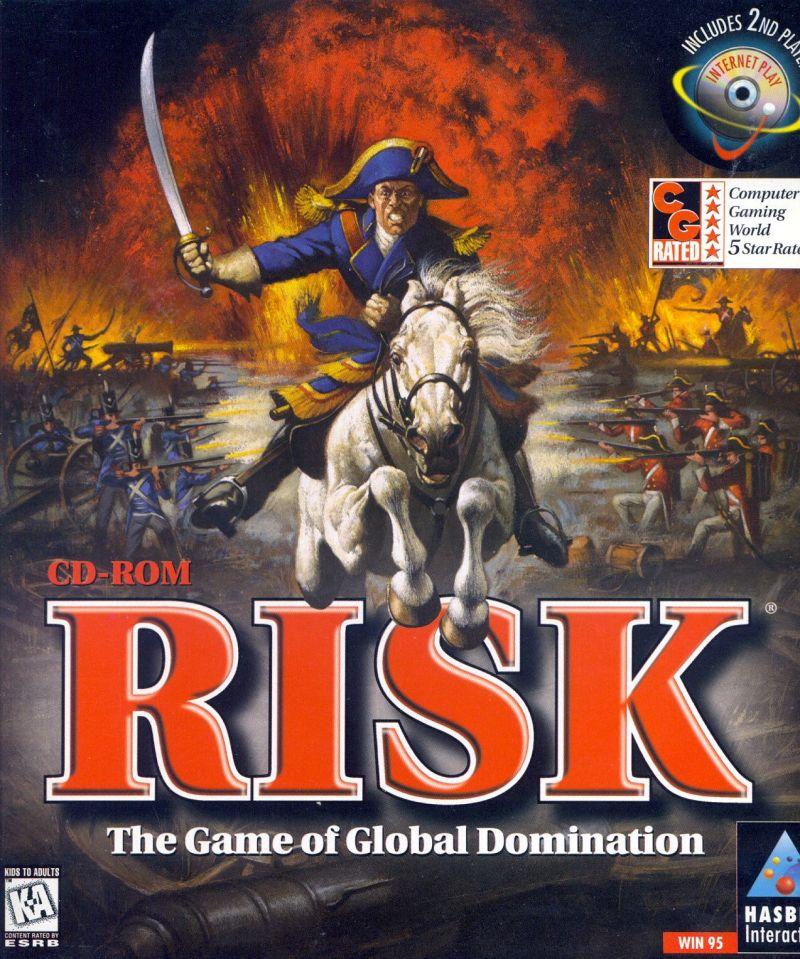 INCLUDES 2ND
INTERNET PLAY
CG
RATED
Computer
Gaming
World
5 Star
CD-ROM
RISK®
The Game of Global Domination
KIDS TO ADULTS
KA
CONTENT RATED BY
ESRB
WIN 95